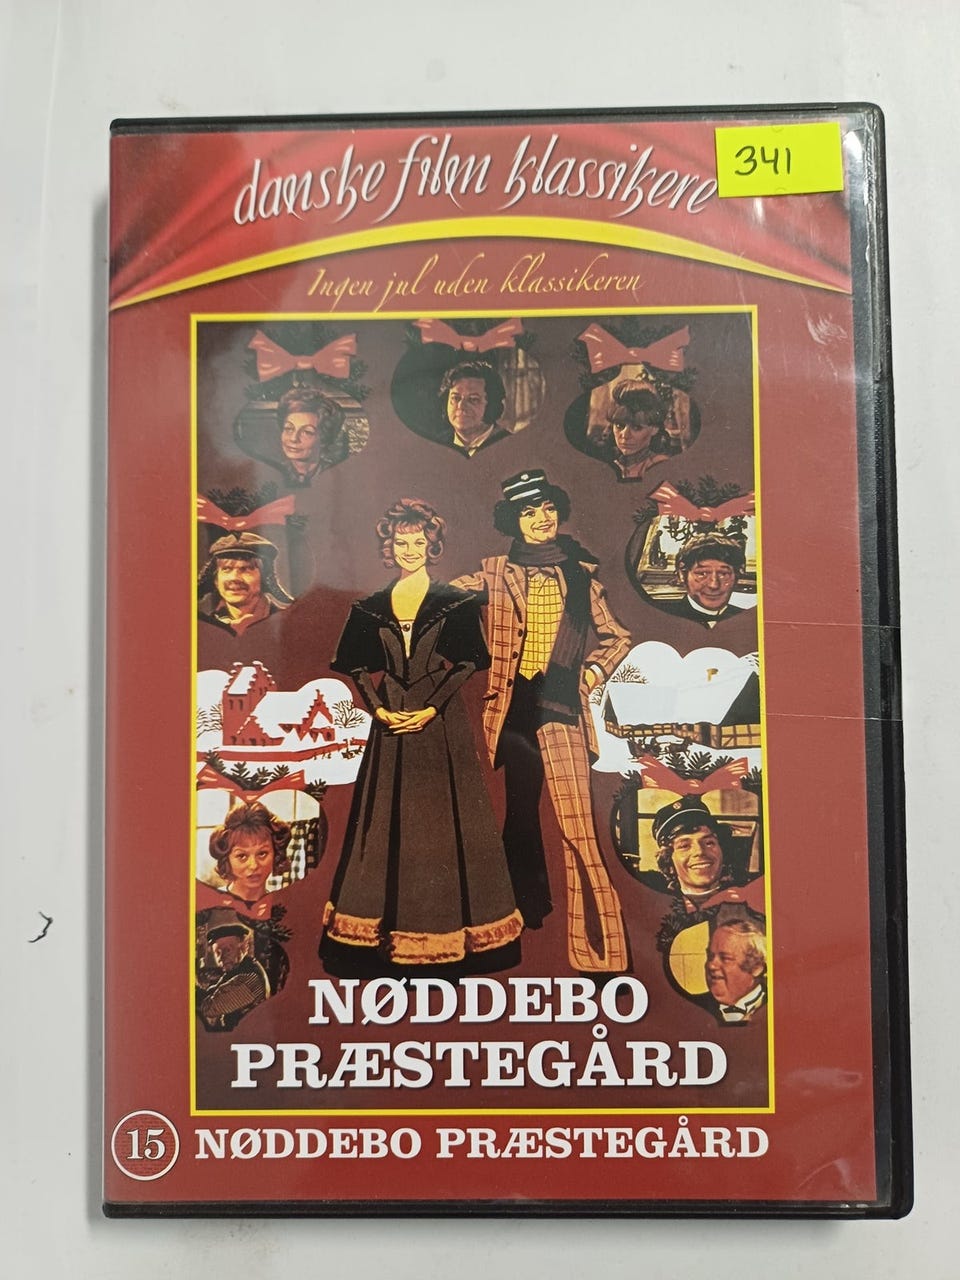 danske film klassikere
341
Ingen jul uden klassikeren
NØDDEBO
PRÆSTEGÅRD
15 NØDDEBO PRÆSTEGÅRD